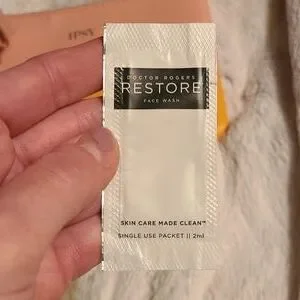 IPSY
DOCTOR ROGERS
RESTORE
FACE WASH
SKIN CARE MADE CLEAN™
SINGLE USE PACKET || 2ml